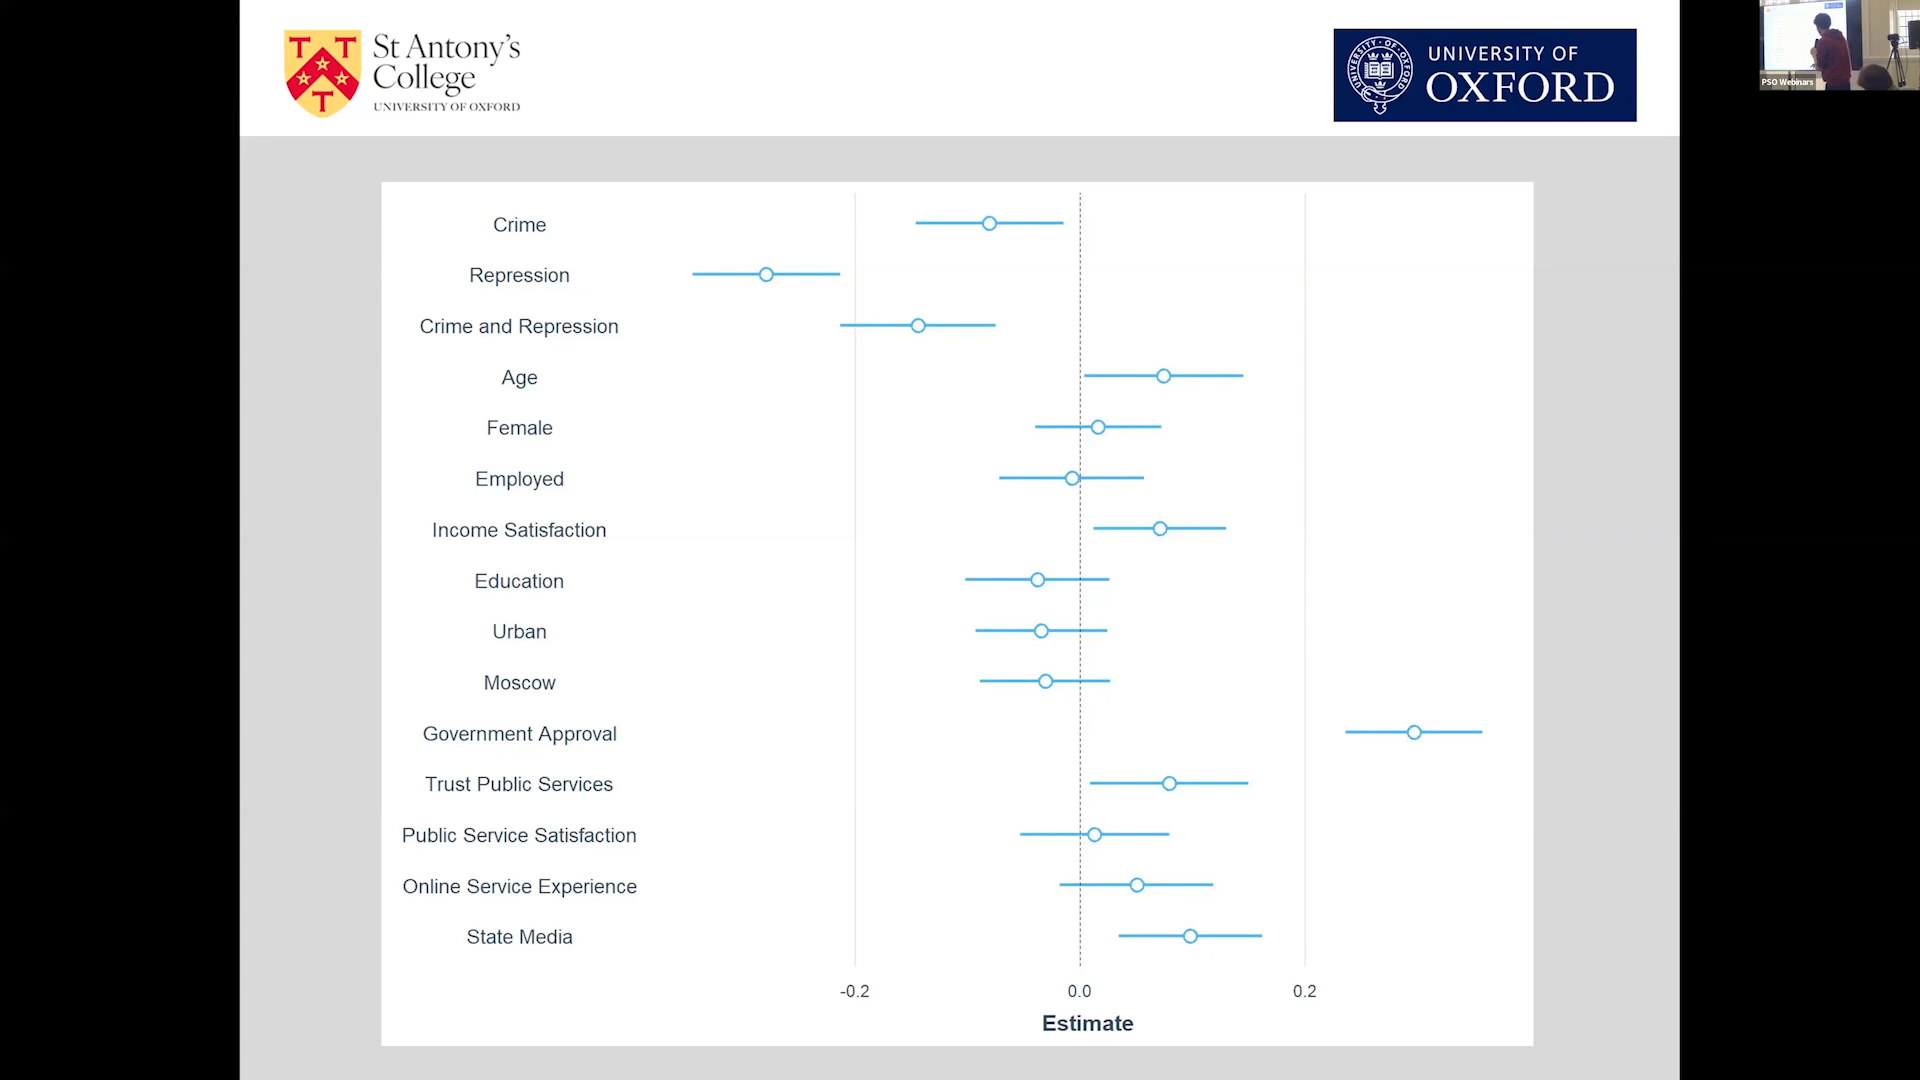 St Antony's
College
UNIVERSITY OF OXFORD
UNIVERSITY OF
OXFORD
PSO Webinars
Crime
Repression
Crime and Repression
Age
Female
Employed
Income Satisfaction
Education
Urban
Moscow
Government Approval
Trust Public Services
Public Service Satisfaction
Online Service Experience
State Media
-0.2 0.0 0.2
Estimate